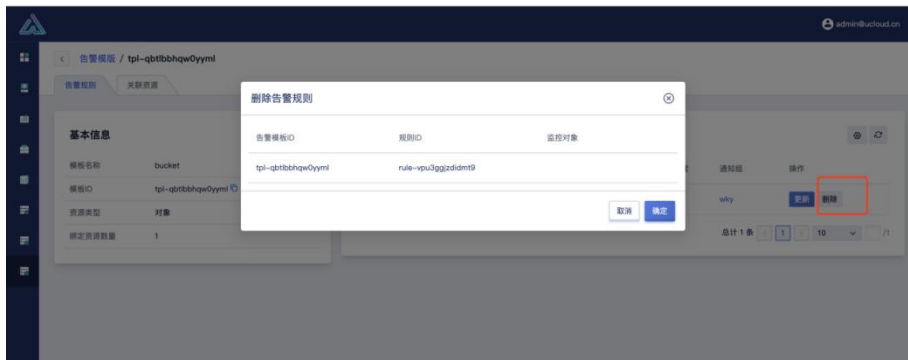 admin@ucloud.cn
告警模版 / tpl-qbtlbbhqw0yyml
告警规则 关联资源
删除告警规则
告警模板ID 规则ID 监控对象
tpl-qbtlbbhqw0yyml rule-vpu3ggjzdidmt9
取消 确定
基本信息
模板名称 bucket
模板ID tpl-qbtlbbhqw0yyml
资源类型 对象
绑定资源数量 1
通知组 操作
wky 更新 删除
总计 1 条 < 1 > 10 /1